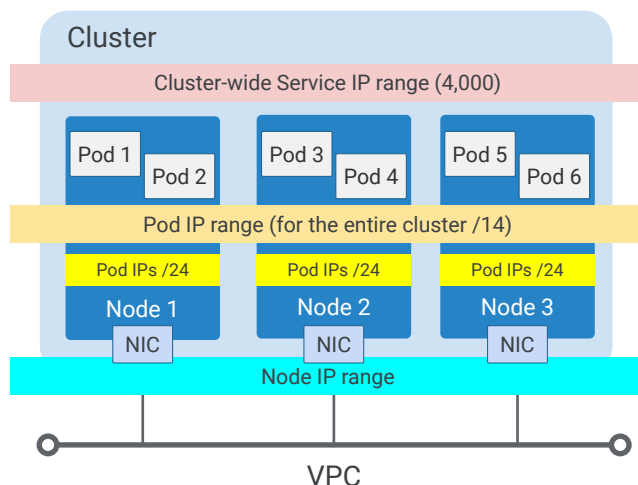 Cluster
Cluster-wide Service IP range (4,000)
Pod 1
Pod 2
Pod 3
Pod 4
Pod 5
Pod 6
Pod IP range (for the entire cluster /14)
Pod IPs /24
Pod IPs /24
Pod IPs /24
Node 1
Node 2
Node 3
NIC
NIC
NIC
Node IP range
VPC